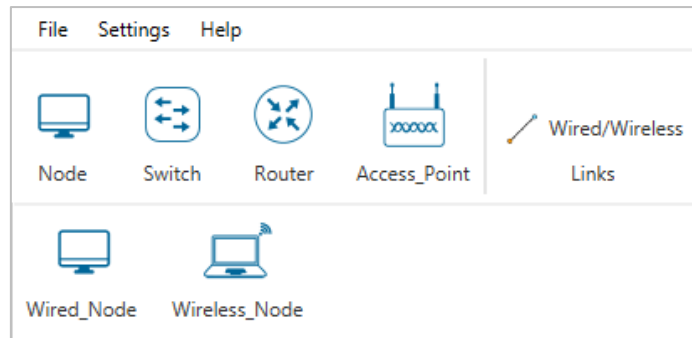 File Settings Help
Wired/Wireless
Node Switch Router Access_Point Links
Wired_Node Wireless_Node